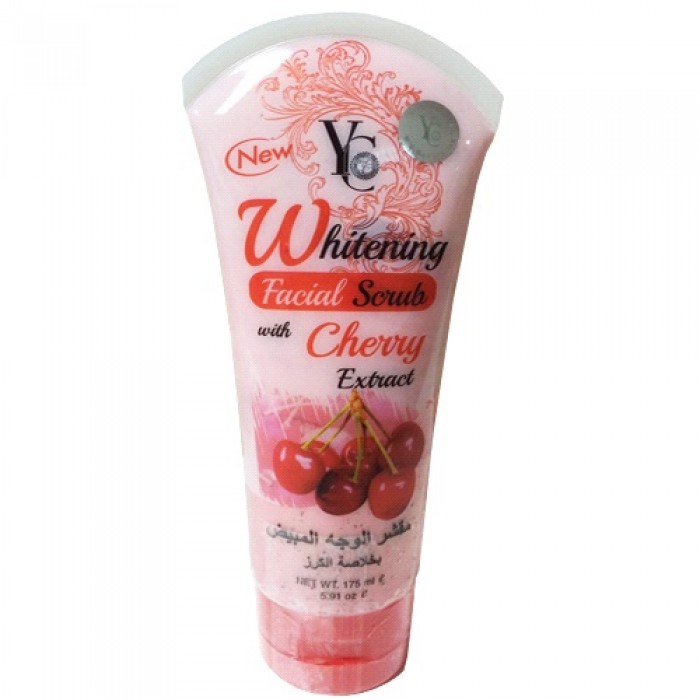 New
YC
YC
Whitening
Facial Scrub
with Cherry
Extract
مقشر الوجه المبيض
بخلاصة الكرز
NET WT. 175 ml ℮
5.91 oz ℮